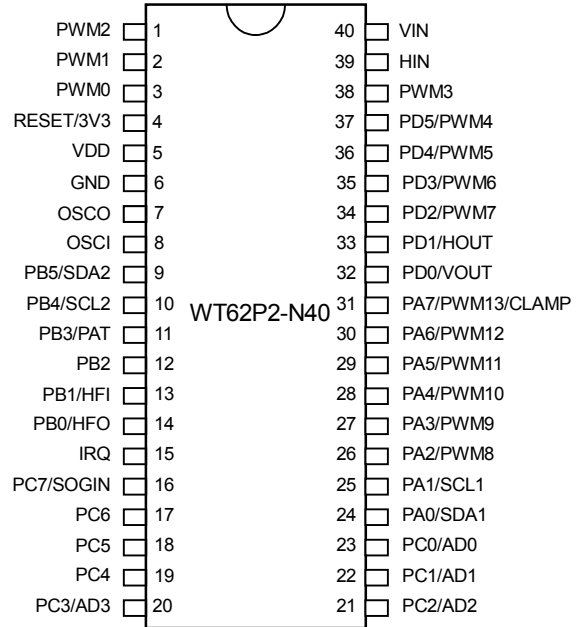 PWM2 1 40 VIN
PWM1 2 39 HIN
PWM0 3 38 PWM3
RESET/3V3 4 37 PD5/PWM4
VDD 5 36 PD4/PWM5
GND 6 35 PD3/PWM6
OSCO 7 34 PD2/PWM7
OSCI 8 33 PD1/HOUT
PB5/SDA2 9 32 PD0/VOUT
PB4/SCL2 10 WT62P2-N40 31 PA7/PWM13/CLAMP
PB3/PAT 11 30 PA6/PWM12
PB2 12 29 PA5/PWM11
PB1/HFI 13 28 PA4/PWM10
PB0/HFO 14 27 PA3/PWM9
IRQ 15 26 PA2/PWM8
PC7/SOGIN 16 25 PA1/SCL1
PC6 17 24 PA0/SDA1
PC5 18 23 PC0/AD0
PC4 19 22 PC1/AD1
PC3/AD3 20 21 PC2/AD2